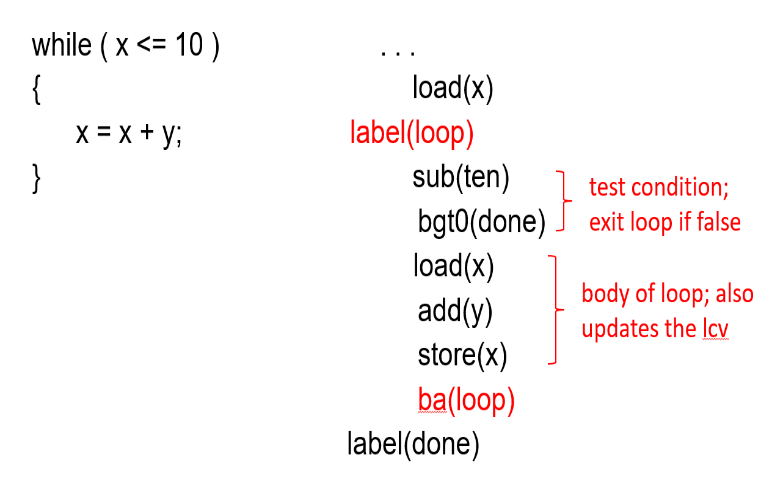 while ( x <= 10 )
{
x = x + y;
}
. . .
load(x)
label(loop)
sub(ten)
bgt0(done)
load(x)
add(y)
store(x)
ba(loop)
label(done)
test condition;
exit loop if false
body of loop; also
updates the lcv